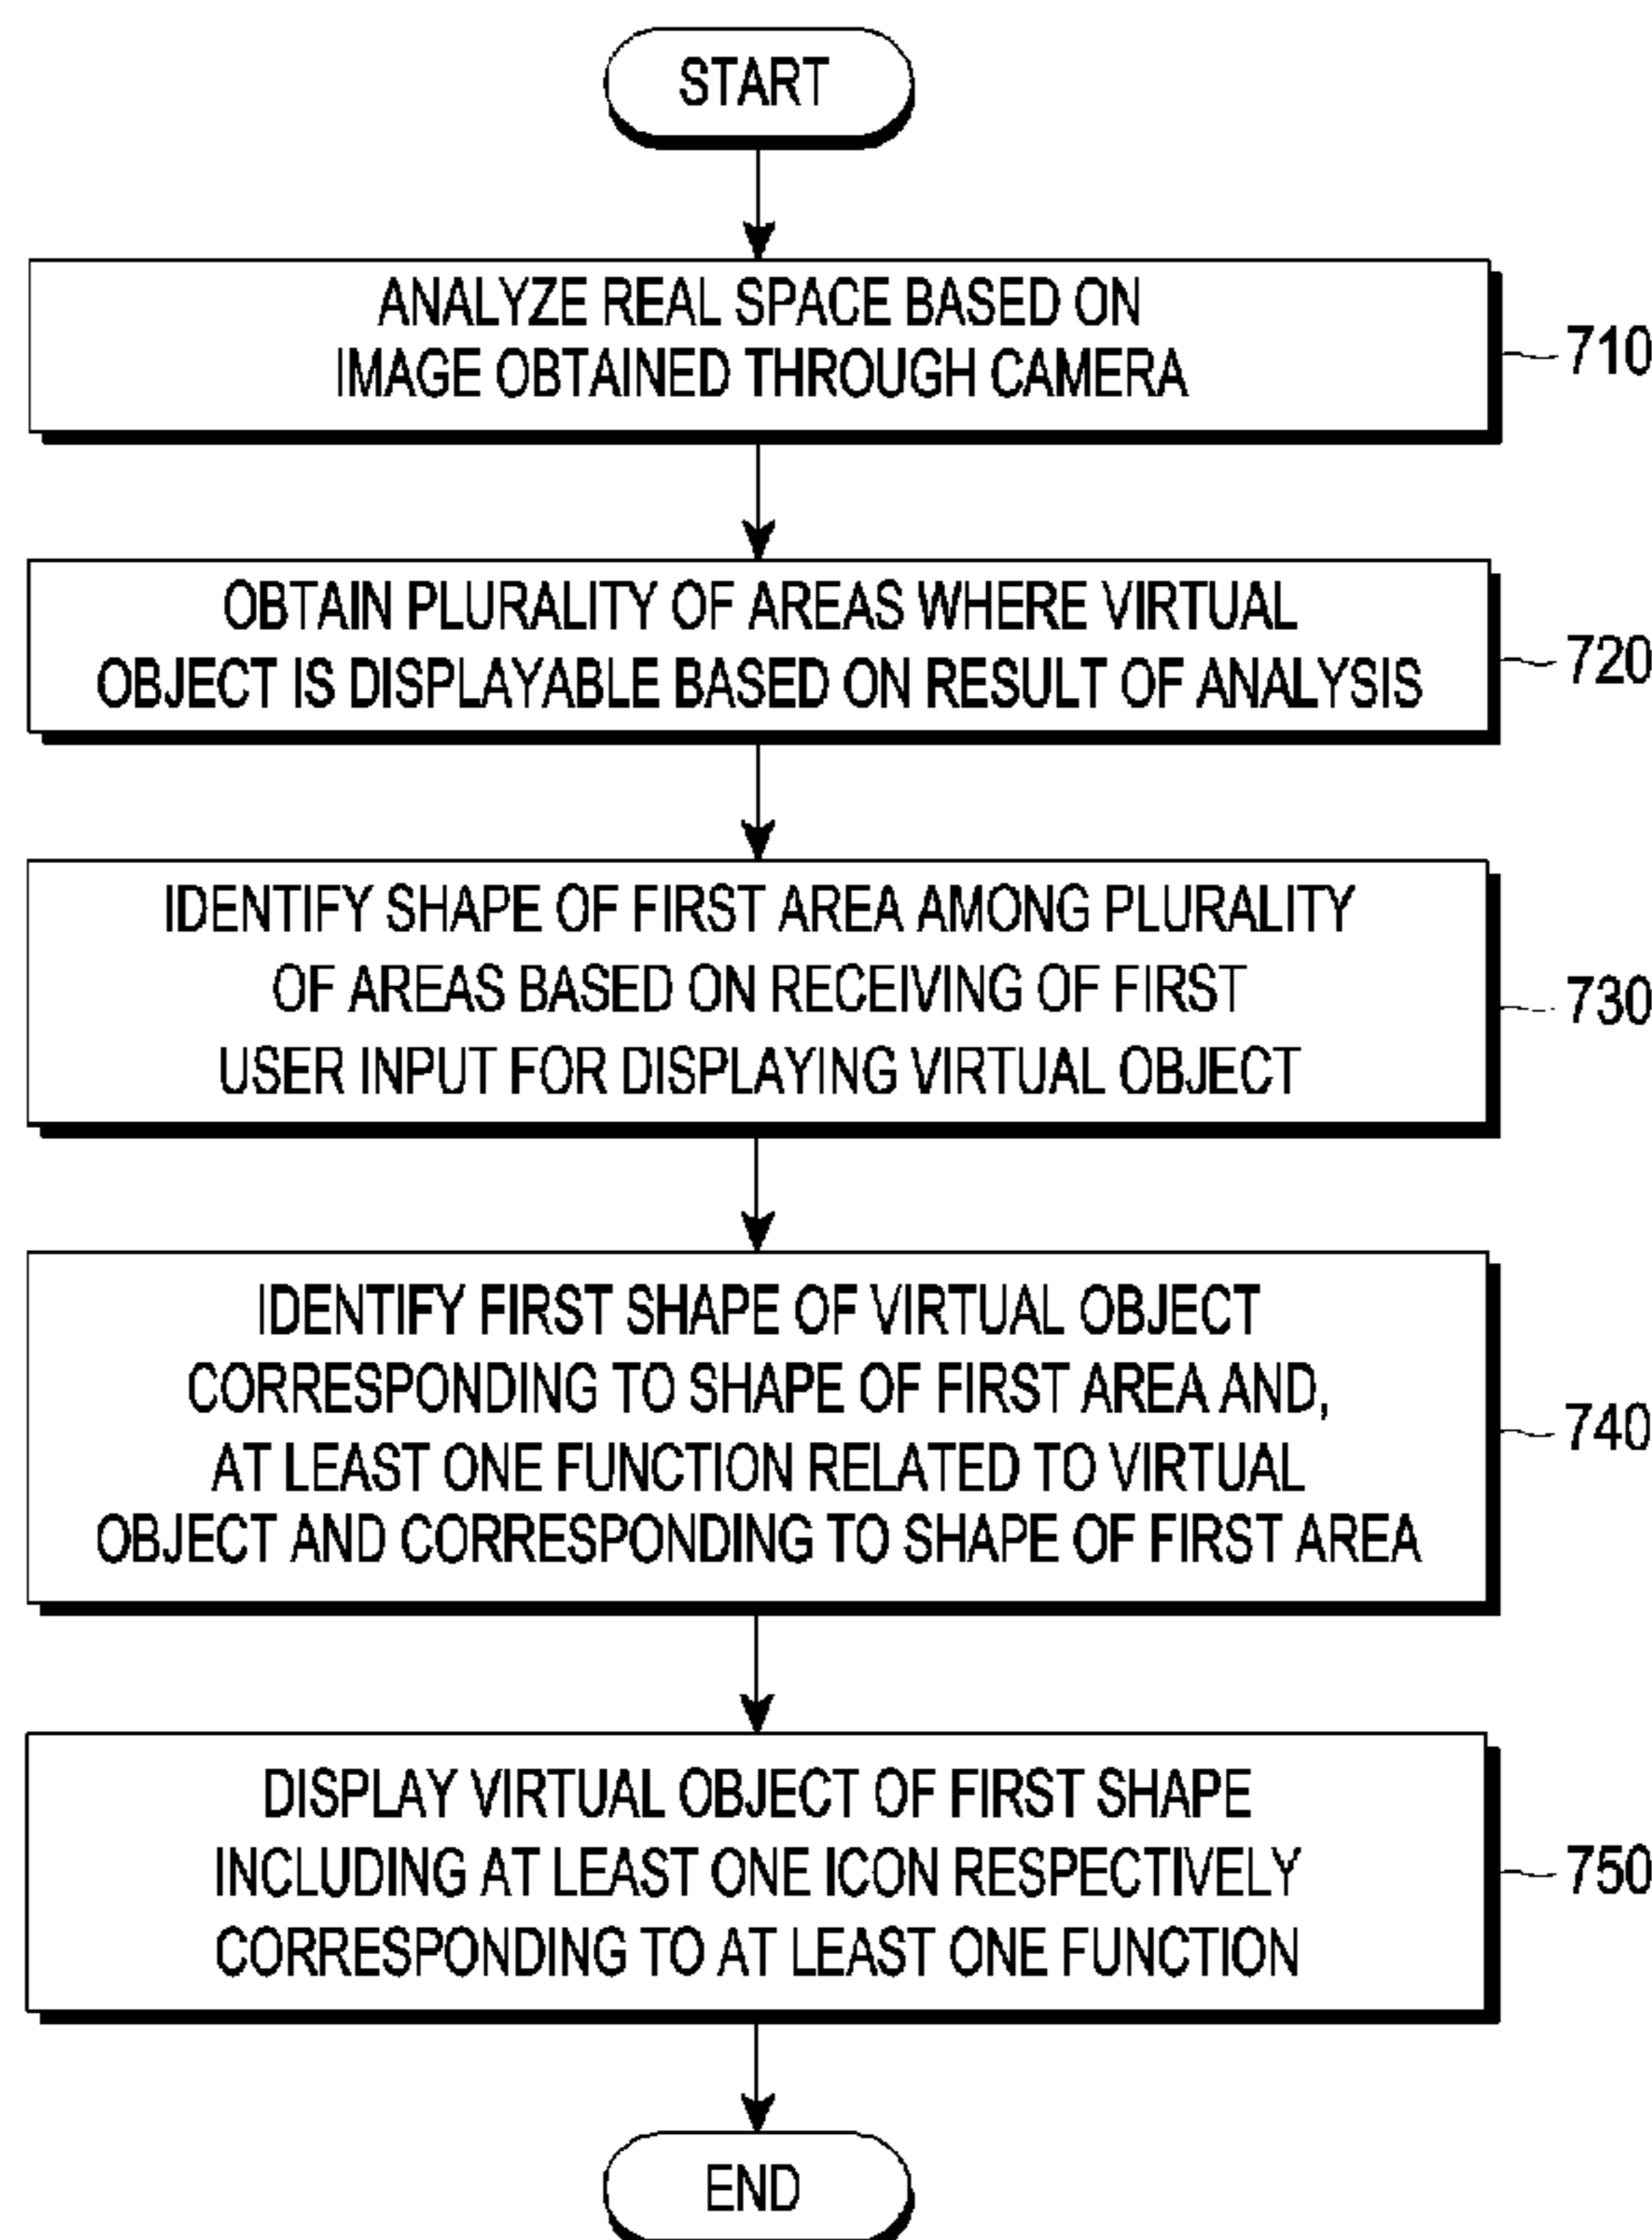 START
ANALYZE REAL SPACE BASED ON
IMAGE OBTAINED THROUGH CAMERA
710
OBTAIN PLURALITY OF AREAS WHERE VIRTUAL
OBJECT IS DISPLAYABLE BASED ON RESULT OF ANALYSIS
720
IDENTIFY SHAPE OF FIRST AREA AMONG PLURALITY
OF AREAS BASED ON RECEIVING OF FIRST
USER INPUT FOR DISPLAYING VIRTUAL OBJECT
730
IDENTIFY FIRST SHAPE OF VIRTUAL OBJECT
CORRESPONDING TO SHAPE OF FIRST AREA AND,
AT LEAST ONE FUNCTION RELATED TO VIRTUAL
OBJECT AND CORRESPONDING TO SHAPE OF FIRST AREA
740
DISPLAY VIRTUAL OBJECT OF FIRST SHAPE
INCLUDING AT LEAST ONE ICON RESPECTIVELY
CORRESPONDING TO AT LEAST ONE FUNCTION
750
END